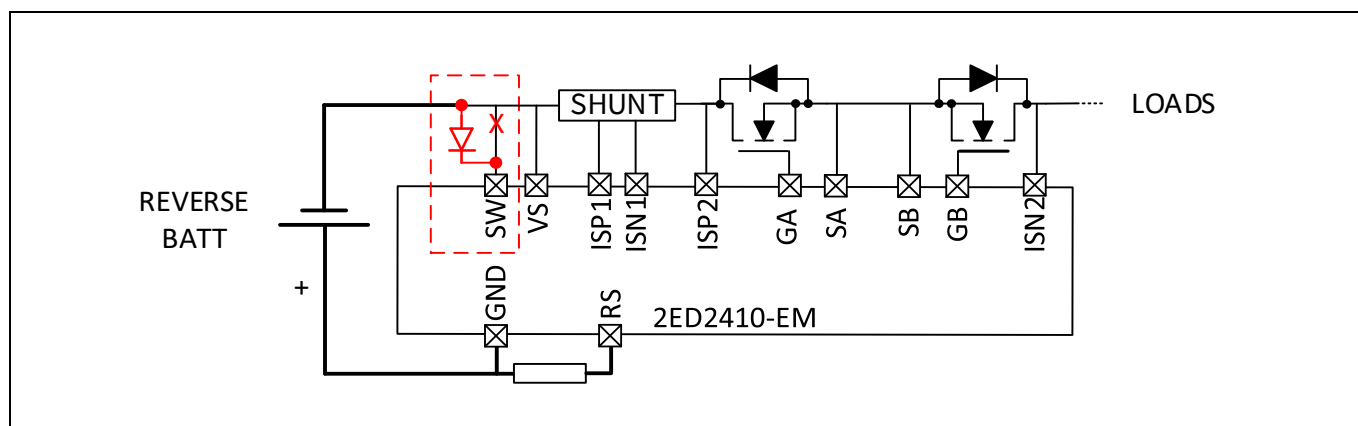 SHUNT
LOADS
REVERSE
BATT
+
SW
VS
ISP1
ISN1
ISP2
GA
SA
SB
GB
ISN2
GND
RS
2ED2410-EM